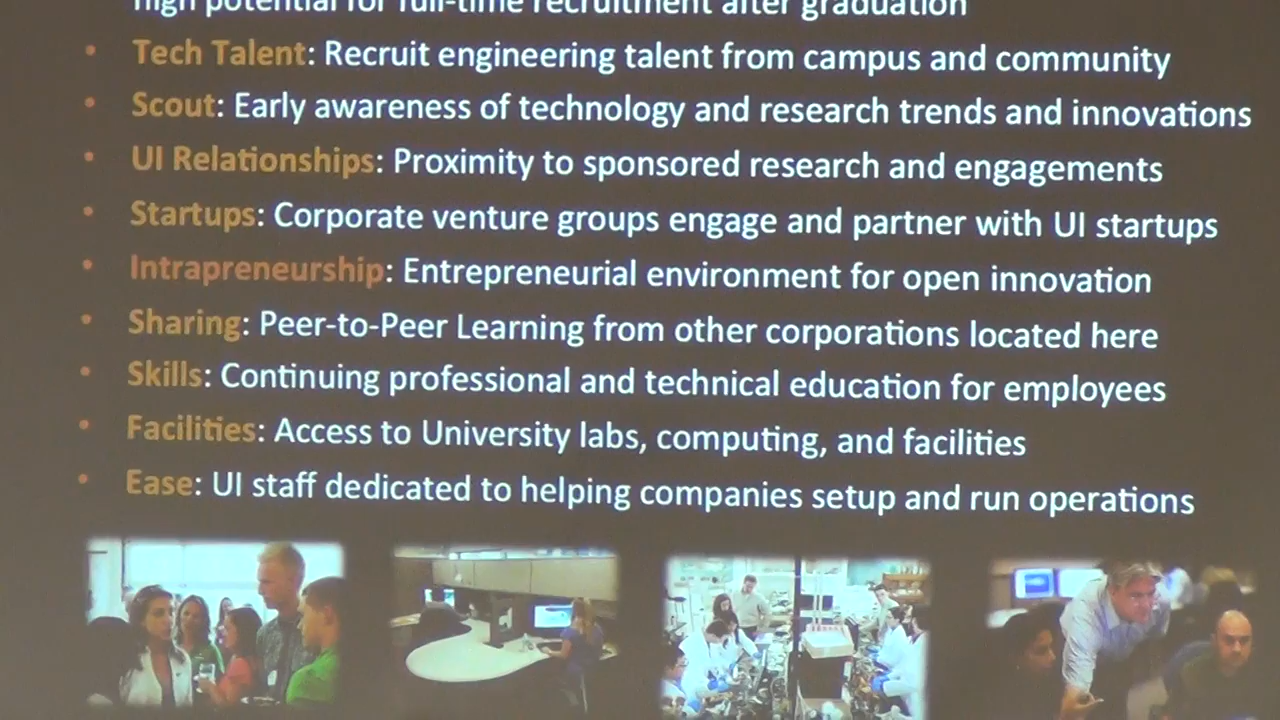 high potential for full-time recruitment after graduation
• Tech Talent: Recruit engineering talent from campus and community
• Scout: Early awareness of technology and research trends and innovations
• UI Relationships: Proximity to sponsored research and engagements
• Startups: Corporate venture groups engage and partner with UI startups
• Intrapreneurship: Entrepreneurial environment for open innovation
• Sharing: Peer-to-Peer Learning from other corporations located here
• Skills: Continuing professional and technical education for employees
• Facilities: Access to University labs, computing, and facilities
• Ease: UI staff dedicated to helping companies setup and run operations